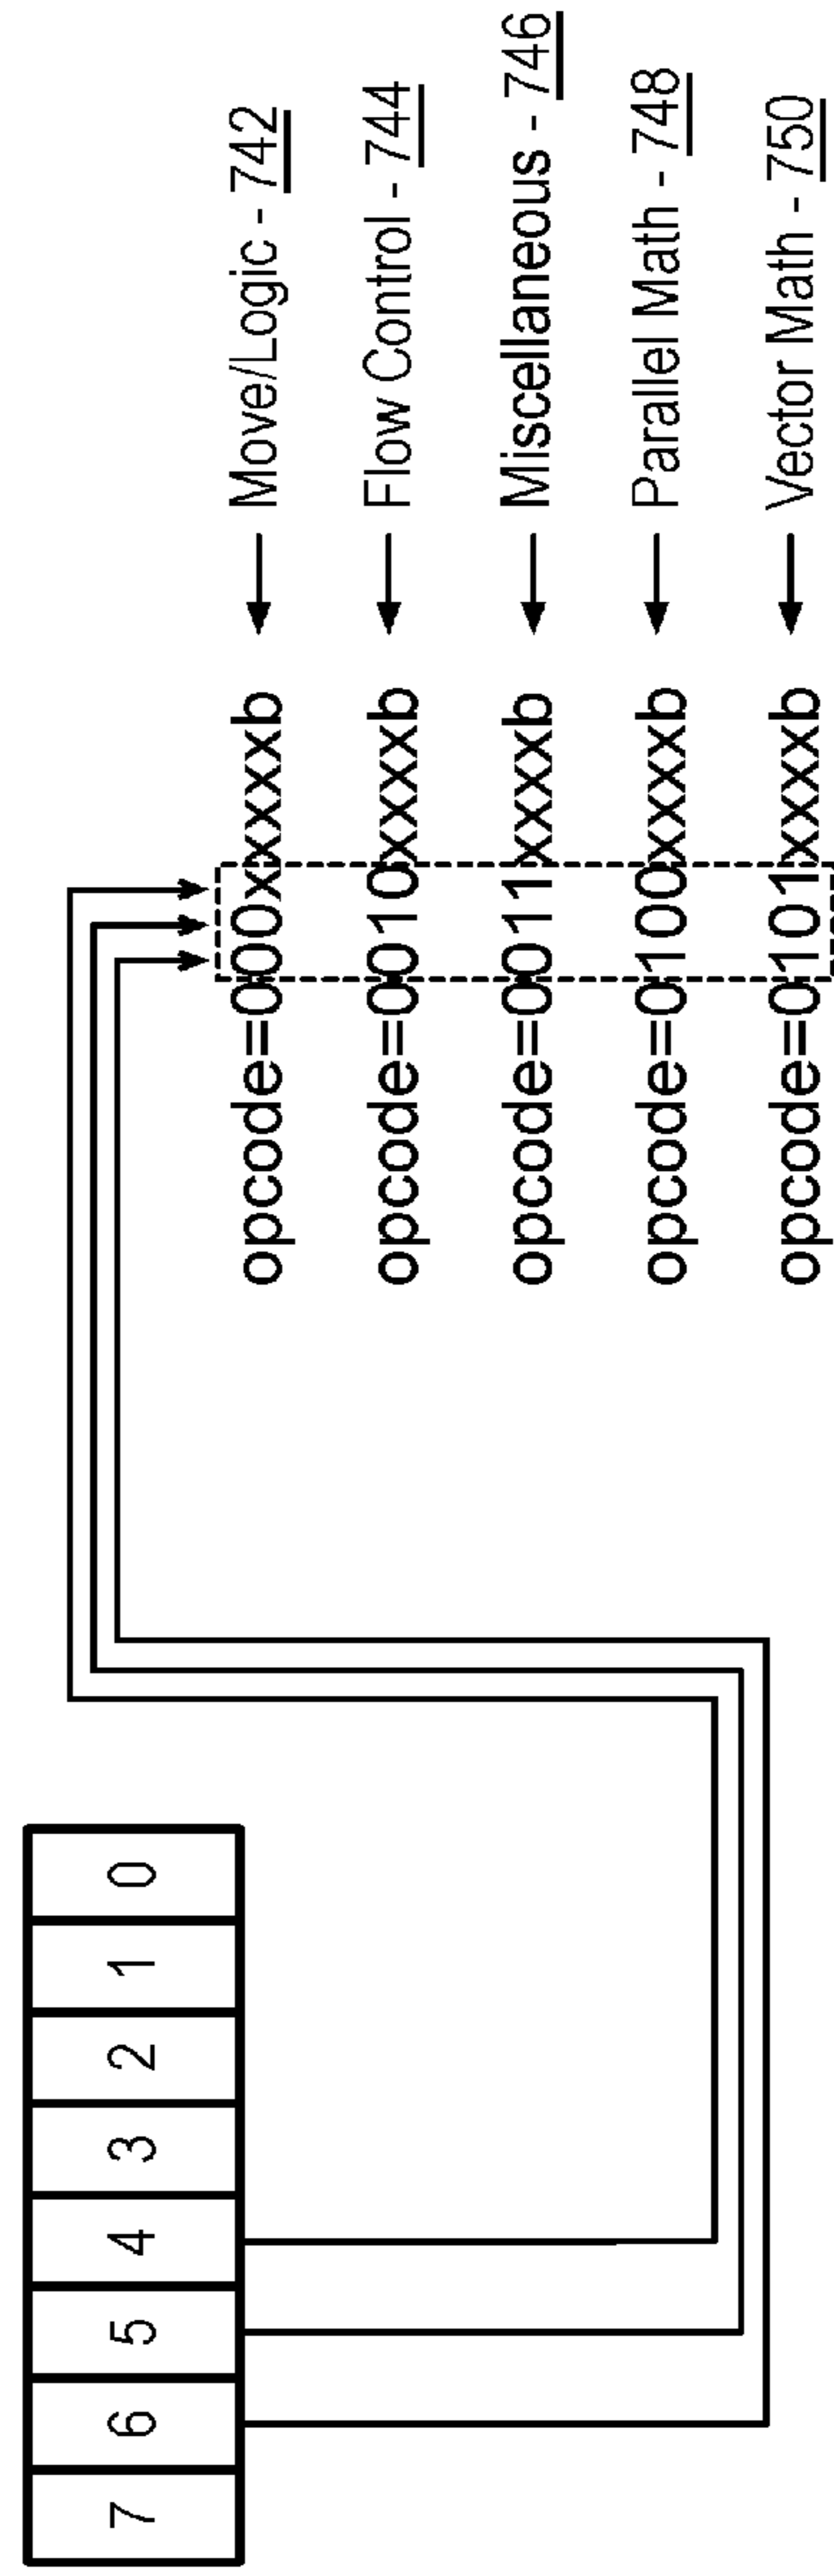 7 6 5 4 3 2 1 0
opcode=000xxxxxb ← Move/Logic - 742
opcode=0010xxxxb ← Flow Control - 744
opcode=0011xxxxb ← Miscellaneous - 746
opcode=0100xxxxb ← Parallel Math - 748
opcode=0101xxxxb ← Vector Math - 750